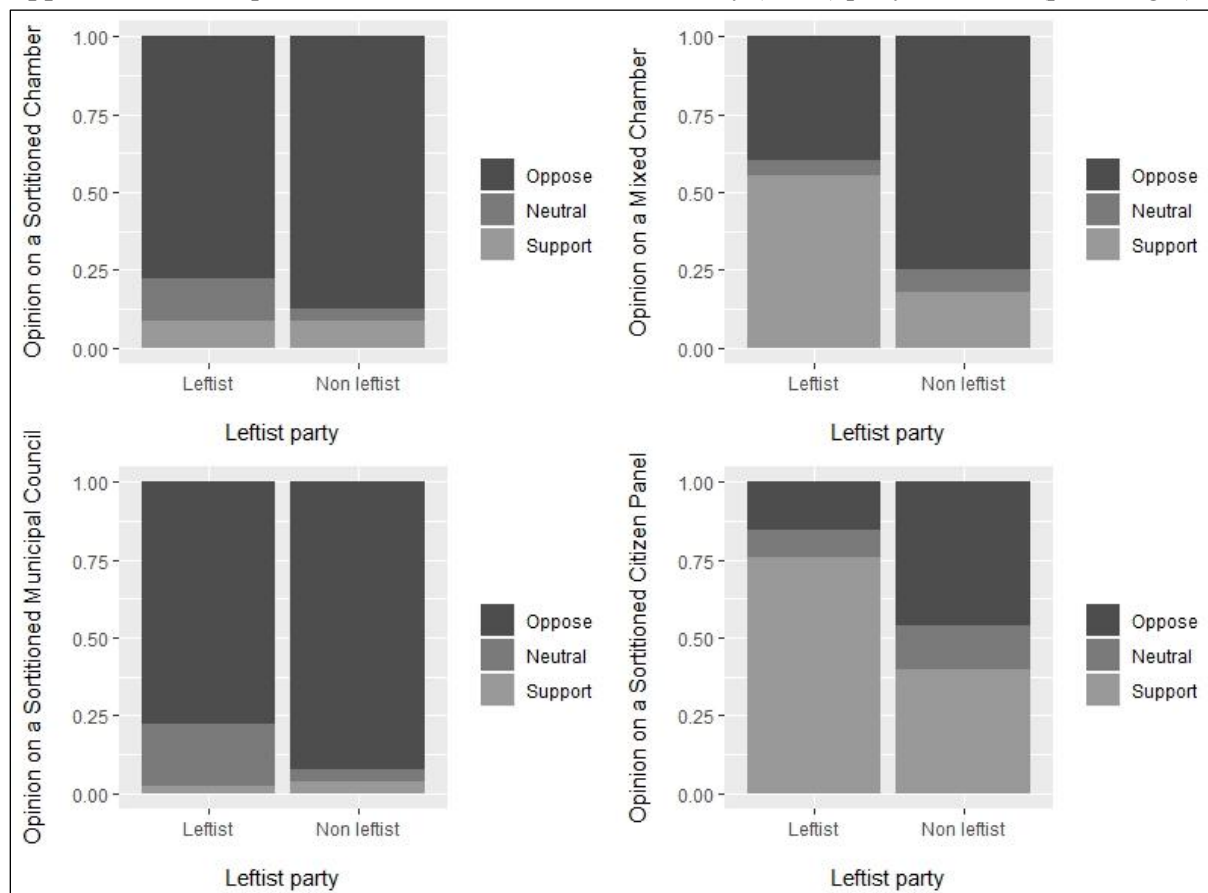 Opinion on a Sortitioned Chamber
1.00
0.75
0.50
0.25
0.00
Leftist
Non leftist
Leftist party
Oppose
Neutral
Support
Opinion on a Mixed Chamber
1.00
0.75
0.50
0.25
0.00
Leftist
Non leftist
Leftist party
Oppose
Neutral
Support
Opinion on a Sortitioned Municipal Council
1.00
0.75
0.50
0.25
0.00
Leftist
Non leftist
Leftist party
Oppose
Neutral
Support
Opinion on a Sortitioned Citizen Panel
1.00
0.75
0.50
0.25
0.00
Leftist
Non leftist
Leftist party
Oppose
Neutral
Support